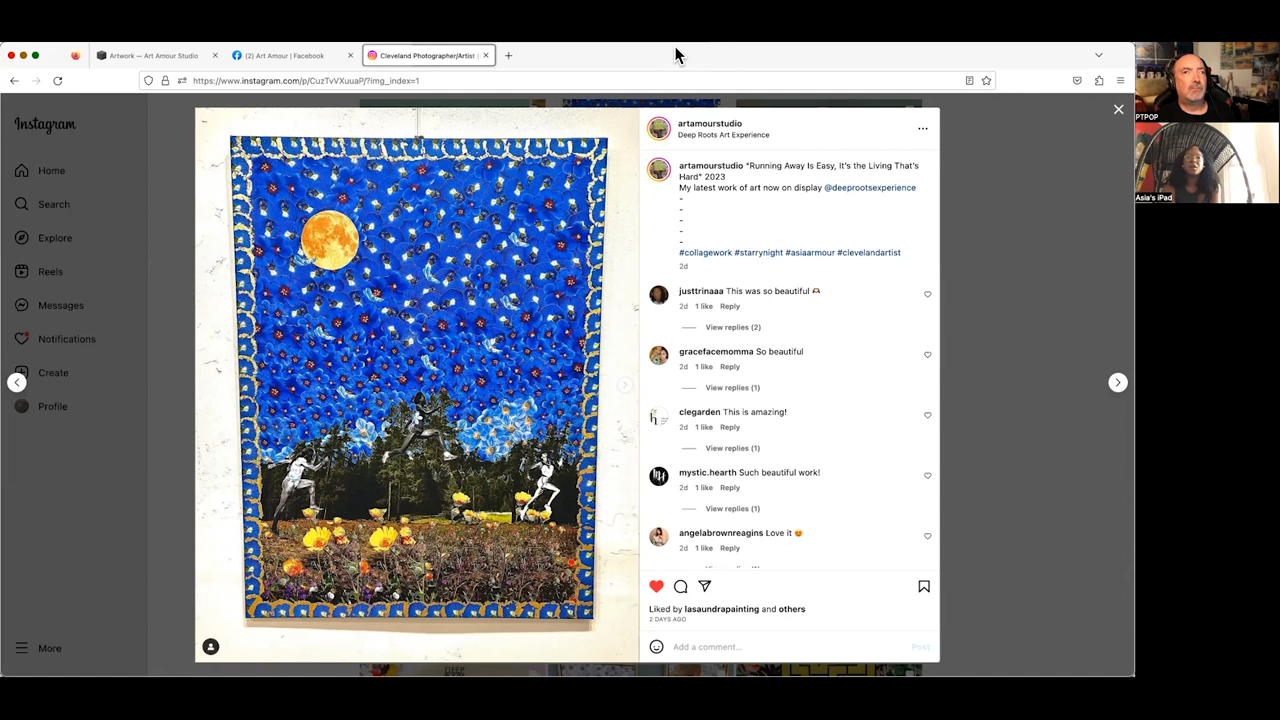 Artwork — Art Amour Studio
(2) Art Amour | Facebook
Cleveland Photographer/Artist
https://www.instagram.com/p/CuzTvVXuuaP/?img_index=1
Instagram
Home
Search
Explore
Reels
Messages
Notifications
Create
Profile
More
artamourstudio
Deep Roots Art Experience
artamourstudio "Running Away Is Easy, It's the Living That's
Hard" 2023
My latest work of art now on display @deeprootsexperience
-
-
-
-
-
#collagework #starrynight #asiaarmour #clevelandartist
2d
justtrinaaa This was so beautiful
2d 1 like Reply
View replies (2)
gracefacemomma So beautiful
2d 1 like Reply
View replies (1)
clegarden This is amazing!
2d 1 like Reply
View replies (1)
mystic.hearth Such beautiful work!
2d 1 like Reply
View replies (1)
angelabrownreagins Love it 😍
2d 1 like Reply
Liked by lasaundrapainting and others
2 DAYS AGO
Add a comment...
Post
PTPOP
Asia's iPad